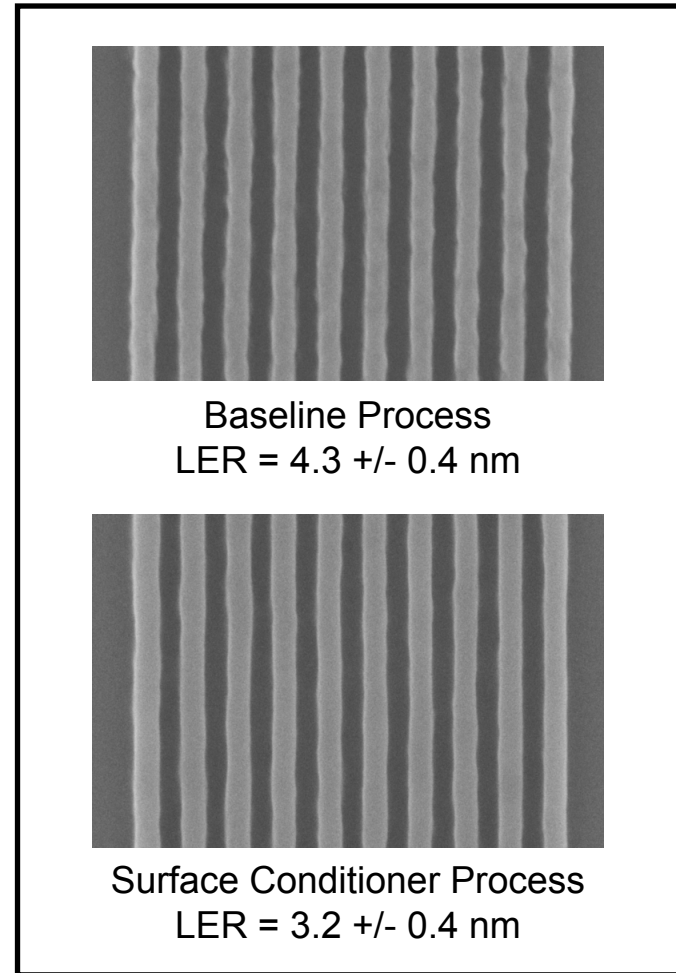 Baseline Process
LER = 4.3 +/- 0.4 nm
Surface Conditioner Process
LER = 3.2 +/- 0.4 nm